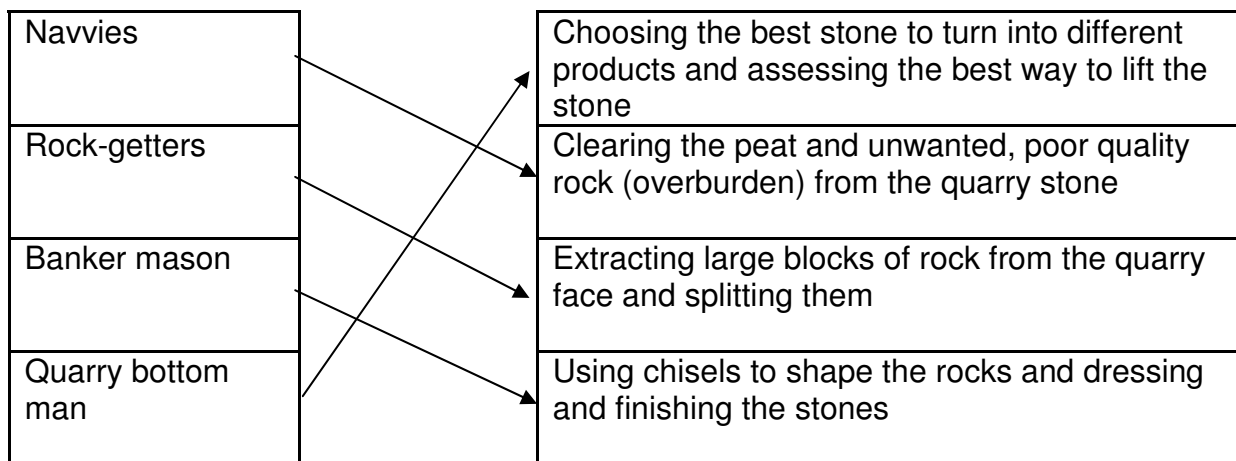 Navvies
Choosing the best stone to turn into different
products and assessing the best way to lift the
stone
Rock-getters
Clearing the peat and unwanted, poor quality
rock (overburden) from the quarry stone
Banker mason
Extracting large blocks of rock from the quarry
face and splitting them
Quarry bottom
man
Using chisels to shape the rocks and dressing
and finishing the stones